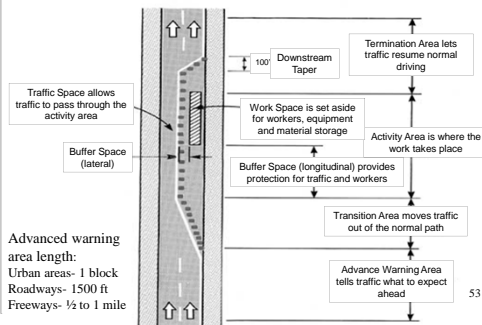 Termination Area lets
traffic resume normal
driving
100'
Downstream
Taper
Traffic Space allows
traffic to pass through the
activity area
Work Space is set aside
for workers, equipment
and material storage
Activity Area is where the
work takes place
Buffer Space
(lateral)
Buffer Space (longitudinal) provides
protection for traffic and workers
Transition Area moves traffic
out of the normal path
Advanced warning
area length:
Urban areas- 1 block
Roadways- 1500 ft
Freeways- ½ to 1 mile
Advance Warning Area
tells traffic what to expect
ahead
53